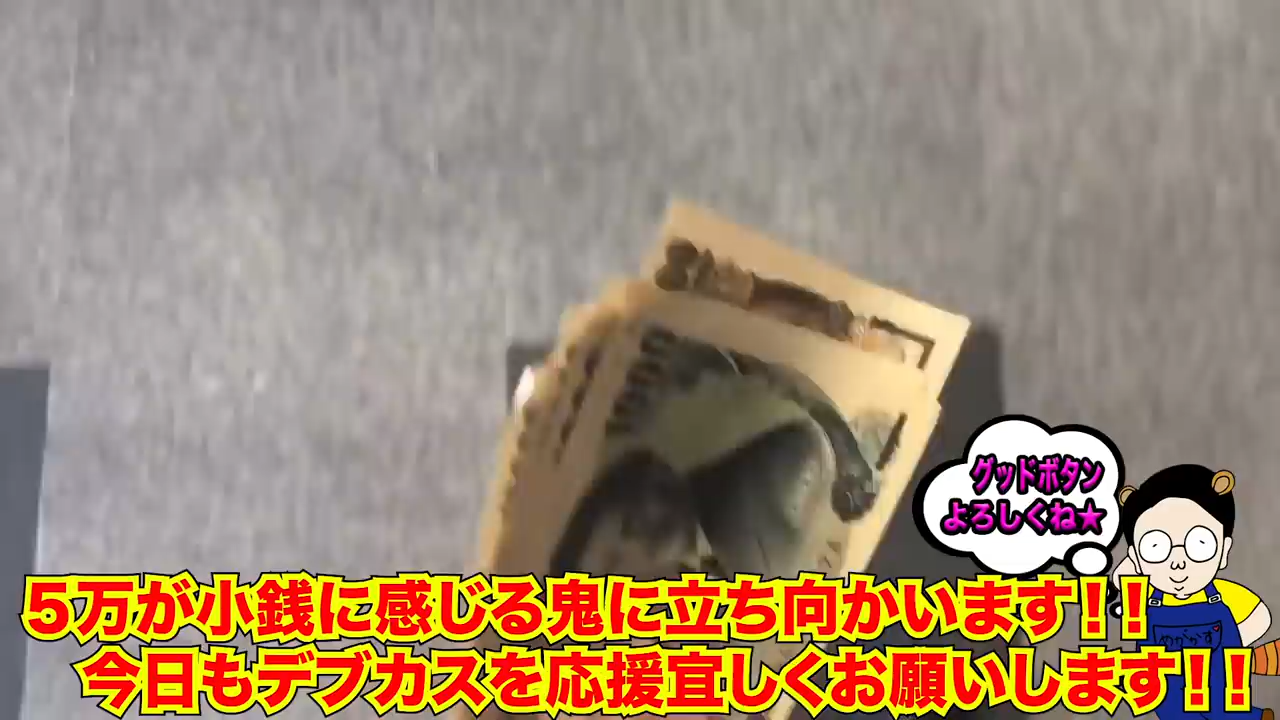 グッドボタン
よろしくね★
５万が小銭に感じる鬼に立ち向かいます！！
今日もデブカスを応援宜しくお願いします！！